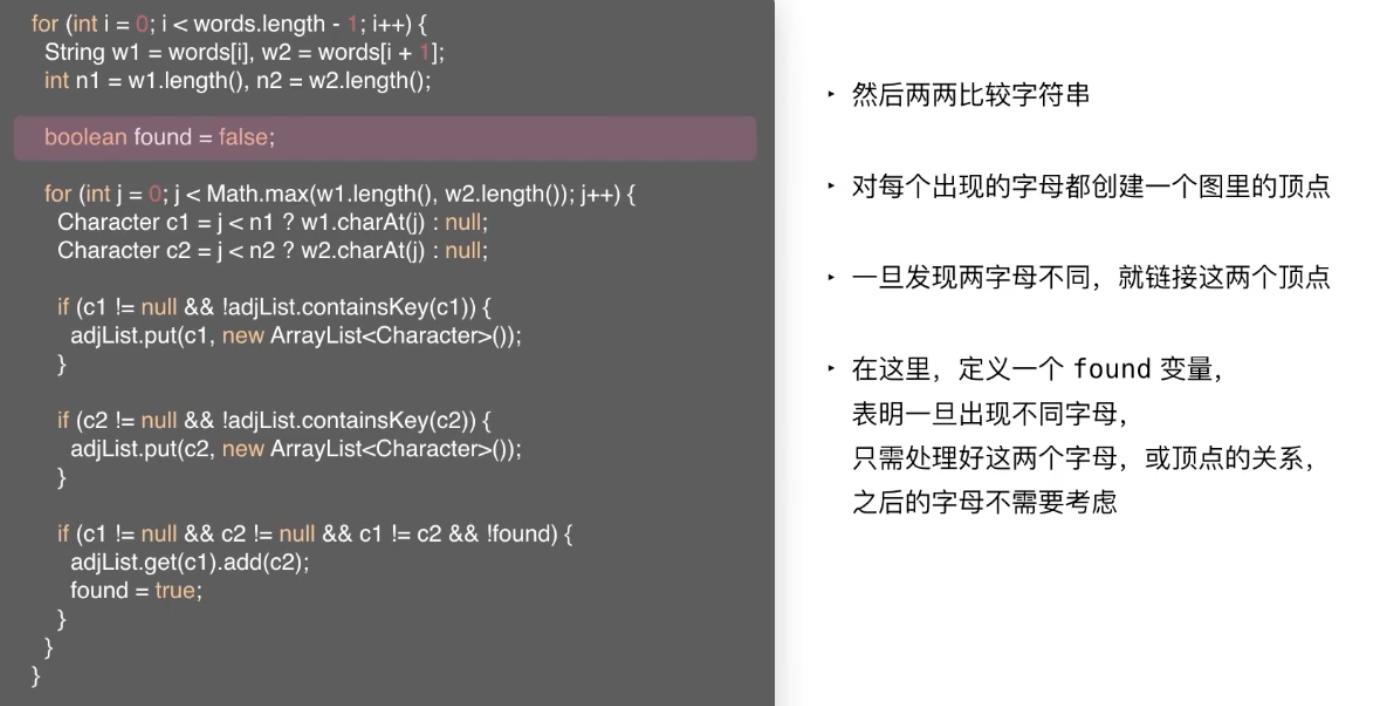 for (int i = 0; i < words.length - 1; i++) {
String w1 = words[i], w2 = words[i + 1];
int n1 = w1.length(), n2 = w2.length();
boolean found = false;
for (int j = 0; j < Math.max(w1.length(), w2.length()); j++) {
Character c1 = j < n1 ? w1.charAt(j) : null;
Character c2 = j < n2 ? w2.charAt(j) : null;
if (c1 != null && !adjList.containsKey(c1)) {
adjList.put(c1, new ArrayList<Character>());
}
if (c2 != null && !adjList.containsKey(c2)) {
adjList.put(c2, new ArrayList<Character>());
}
if (c1 != null && c2 != null && c1 != c2 && !found) {
adjList.get(c1).add(c2);
found = true;
}
}
}
‣ 然后两两比较字符串
‣ 对每个出现的字母都创建一个图里的顶点
‣ 一旦发现两字母不同，就链接这两个顶点
‣ 在这里，定义一个 found 变量，
表明一旦出现不同字母，
只需处理好这两个字母，或顶点的关系，
之后的字母不需要考虑